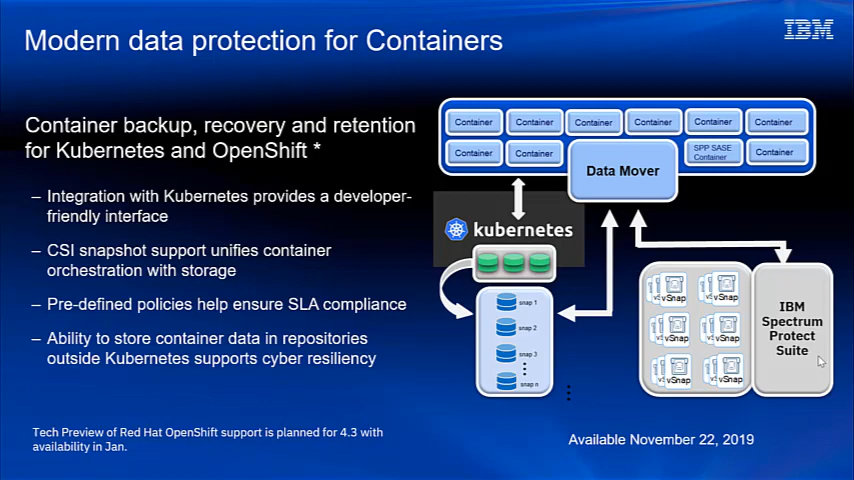 Modern data protection for Containers
IBM
Container backup, recovery and retention
for Kubernetes and OpenShift *
– Integration with Kubernetes provides a developer-
friendly interface
– CSI snapshot support unifies container
orchestration with storage
– Pre-defined policies help ensure SLA compliance
– Ability to store container data in repositories
outside Kubernetes supports cyber resiliency
Tech Preview of Red Hat OpenShift support is planned for 4.3 with
availability in Jan.
Container Container Container Container Container Container
Container Container SPP SASE Container
Container
Data Mover
kubernetes
snap 1
snap 2
snap 3
snap n
vSnap vSnap
vSnap vSnap
vSnap vSnap
IBM
Spectrum
Protect
Suite
Available November 22, 2019